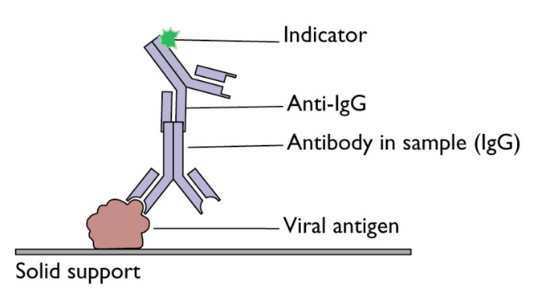 Indicator
Anti-IgG
Antibody in sample (IgG)
Viral antigen
Solid support